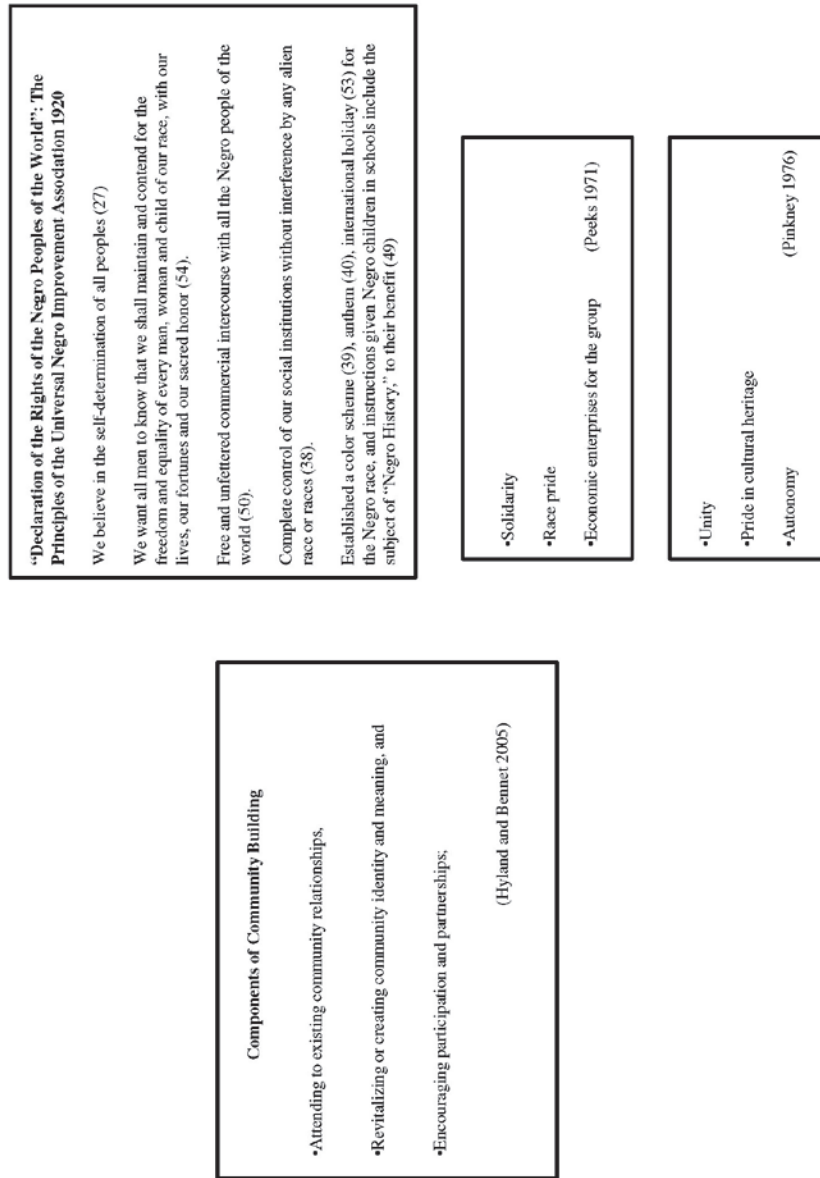 Components of Community Building
•Attending to existing community relationships,
•Revitalizing or creating community identity and meaning, and
•Encouraging participation and partnerships;
(Hyland and Bennet 2005)
“Declaration of the Rights of the Negro Peoples of the World”: The
Principles of the Universal Negro Improvement Association 1920
We believe in the self-determination of all peoples (27)
We want all men to know that we shall maintain and contend for the
freedom and equality of every man, woman and child of our race, with our
lives, our fortunes and our sacred honor (54).
Free and unfettered commercial intercourse with all the Negro people of the
world (50).
Complete control of our social institutions without interference by any alien
race or races (38).
Established a color scheme (39), anthem (40), international holiday (53) for
the Negro race, and instructions given Negro children in schools include the
subject of “Negro History,” to their benefit (49)
•Solidarity
•Race pride
•Economic enterprises for the group (Peeks 1971)
•Unity
•Pride in cultural heritage
•Autonomy (Pinkney 1976)